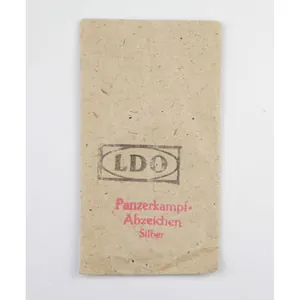 LDO
Panzerkampf-
Abzeichen
Silber